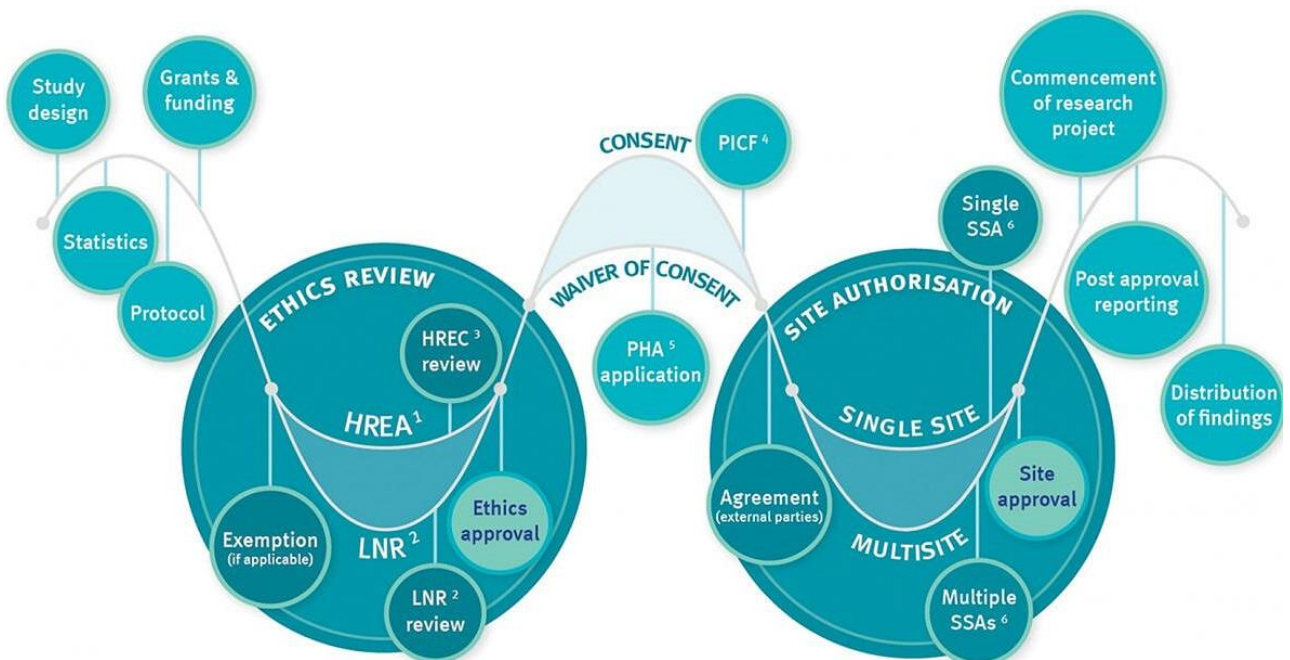 Study
design
Grants &
funding
Statistics
Protocol
ETHICS REVIEW
HREC 3
review
HREA 1
Exemption
(if applicable)
LNR 2
Ethics
approval
LNR 2
review
CONSENT
PICF 4
WAIVER OF CONSENT
PHA 5
application
SITE AUTHORISATION
Single
SSA 6
SINGLE SITE
Agreement
(external parties)
MULTISITE
Site
approval
Multiple
SSAs 6
Commencement
of research
project
Post approval
reporting
Distribution
of findings